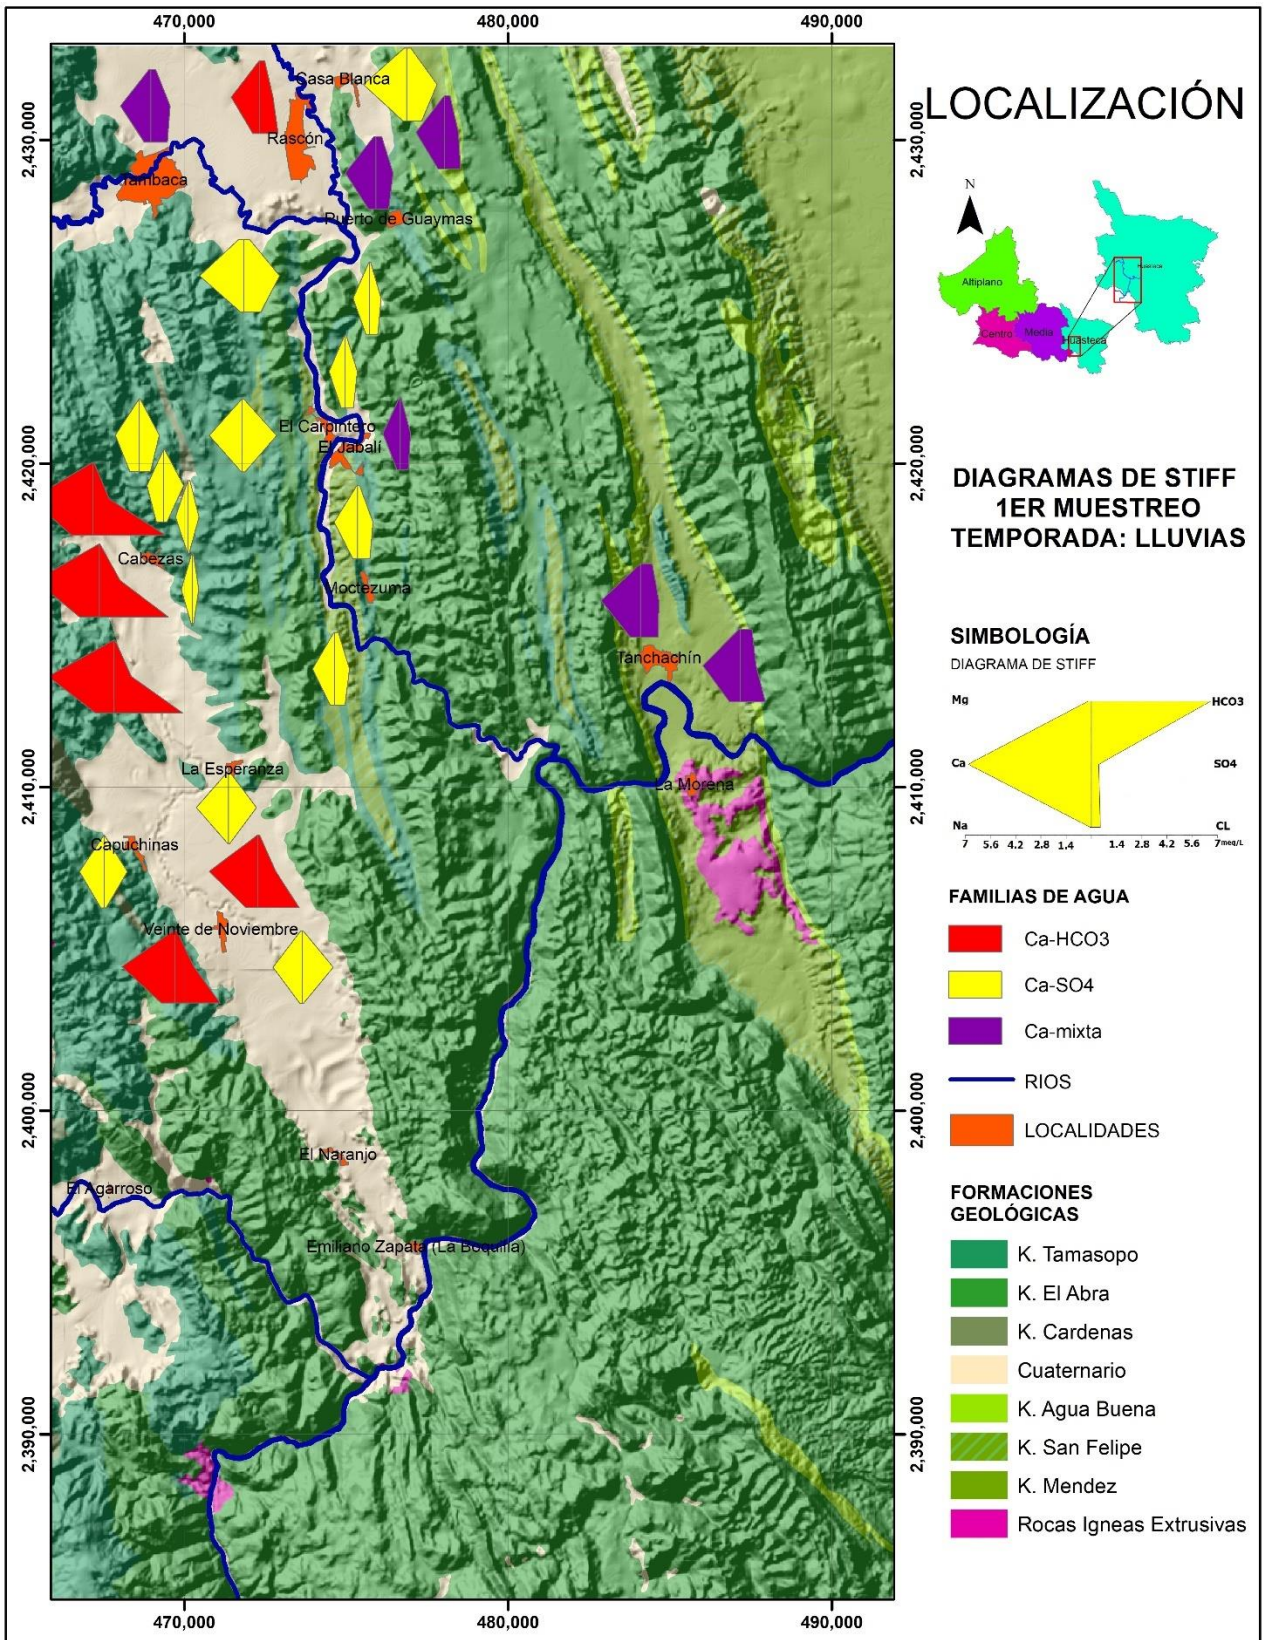 470,000
480,000
490,000
2,430,000
2,420,000
2,410,000
2,400,000
2,390,000
Casa Blanca
Rascón
Tambaca
Puerto de Guaymas
El Carpintero
El Jabalí
Cabezas
Moctezuma
Tanchachín
La Esperanza
La Morena
Capuchinas
Veinte de Noviembre
El Naranjo
El Agarroso
Emiliano Zapata (La Boquilla)
2,430,000
2,420,000
2,410,000
2,400,000
2,390,000
470,000
480,000
490,000
LOCALIZACIÓN
N
Altiplano
Centro
Media
Huasteca
Huasteca
DIAGRAMAS DE STIFF
1ER MUESTREO
TEMPORADA: LLUVIAS
SIMBOLOGÍA
DIAGRAMA DE STIFF
Mg HCO3
Ca SO4
Na CL
7 5.6 4.2 2.8 1.4 1.4 2.8 4.2 5.6 7 meq/L
FAMILIAS DE AGUA
Ca-HCO3
Ca-SO4
Ca-mixta
RIOS
LOCALIDADES
FORMACIONES
GEOLÓGICAS
K. Tamasopo
K. El Abra
K. Cardenas
Cuaternario
K. Agua Buena
K. San Felipe
K. Mendez
Rocas Igneas Extrusivas